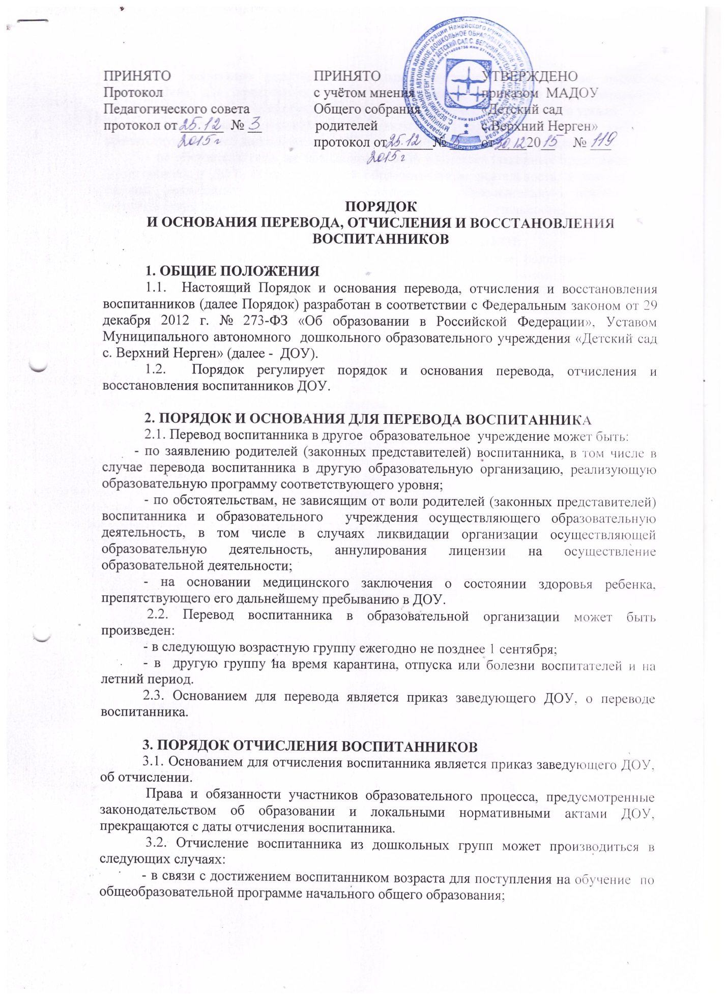 ПРИНЯТО
Протокол
Педагогического совета
протокол от 25.12 № 3
2015 г
ПРИНЯТО
с учётом мнения
Общего собрания
родителей
протокол от 25.12 № 5
2015 г
УТВЕРЖДЕНО
приказом МАДОУ
«Детский сад
с.Верхний Нерген»
от 30.12 2015 № 119
ПОРЯДОК
И ОСНОВАНИЯ ПЕРЕВОДА, ОТЧИСЛЕНИЯ И ВОССТАНОВЛЕНИЯ
ВОСПИТАННИКОВ
1. ОБЩИЕ ПОЛОЖЕНИЯ
1.1. Настоящий Порядок и основания перевода, отчисления и восстановления
воспитанников (далее Порядок) разработан в соответствии с Федеральным законом от 29
декабря 2012 г. № 273-ФЗ «Об образовании в Российской Федерации», Уставом
Муниципального автономного дошкольного образовательного учреждения «Детский сад
с. Верхний Нерген» (далее - ДОУ).
1.2. Порядок регулирует порядок и основания перевода, отчисления и
восстановления воспитанников ДОУ.
2. ПОРЯДОК И ОСНОВАНИЯ ДЛЯ ПЕРЕВОДА ВОСПИТАННИКА
2.1. Перевод воспитанника в другое образовательное учреждение может быть:
- по заявлению родителей (законных представителей) воспитанника, в том числе в
случае перевода воспитанника в другую образовательную организацию, реализующую
образовательную программу соответствующего уровня;
- по обстоятельствам, не зависящим от воли родителей (законных представителей)
воспитанника и образовательного учреждения осуществляющего образовательную
деятельность, в том числе в случаях ликвидации организации осуществляющей
образовательную деятельность, аннулирования лицензии на осуществление
образовательной деятельности;
- на основании медицинского заключения о состоянии здоровья ребенка,
препятствующего его дальнейшему пребыванию в ДОУ.
2.2. Перевод воспитанника в образовательной организации может быть
произведен:
- в следующую возрастную группу ежегодно не позднее 1 сентября;
- в другую группу на время карантина, отпуска или болезни воспитателей и на
летний период.
2.3. Основанием для перевода является приказ заведующего ДОУ, о переводе
воспитанника.
3. ПОРЯДОК ОТЧИСЛЕНИЯ ВОСПИТАННИКОВ
3.1. Основанием для отчисления воспитанника является приказ заведующего ДОУ,
об отчислении.
Права и обязанности участников образовательного процесса, предусмотренные
законодательством об образовании и локальными нормативными актами ДОУ,
прекращаются с даты отчисления воспитанника.
3.2. Отчисление воспитанника из дошкольных групп может производиться в
следующих случаях:
- в связи с достижением воспитанником возраста для поступления на обучение по
общеобразовательной программе начального общего образования;